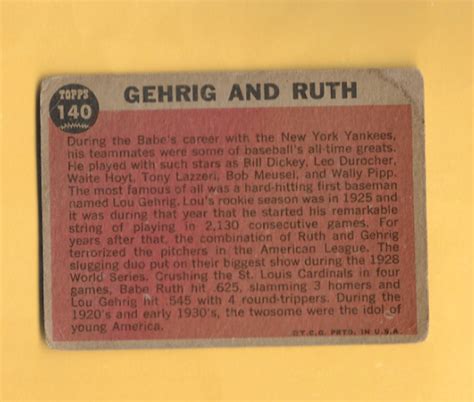 TOPPS
140
GEHRIG AND RUTH
During the Babe's career with the New York Yankees,
his teammates were some of baseball's all-time greats.
He played with such stars as Bill Dickey, Leo Durocher,
Waite Hoyt, Tony Lazzeri, Bob Meusel, and Wally Pipp.
The most famous of all was a hard-hitting first baseman
named Lou Gehrig. Lou's rookie season was in 1925 and
it was during that year that he started his remarkable
string of playing in 2,130 consecutive games. For
years after that, the combination of Ruth and Gehrig
terrorized the pitchers in the American League. The
slugging duo put on their biggest show during the 1928
World Series. Crushing the St. Louis Cardinals in four
games, Babe Ruth hit .625, slamming 3 homers and
Lou Gehrig hit .545 with 4 round-trippers. During the
1920's and early 1930's, the twosome were the idol of
young America.
©T.C.G. PRTD. IN U.S.A.